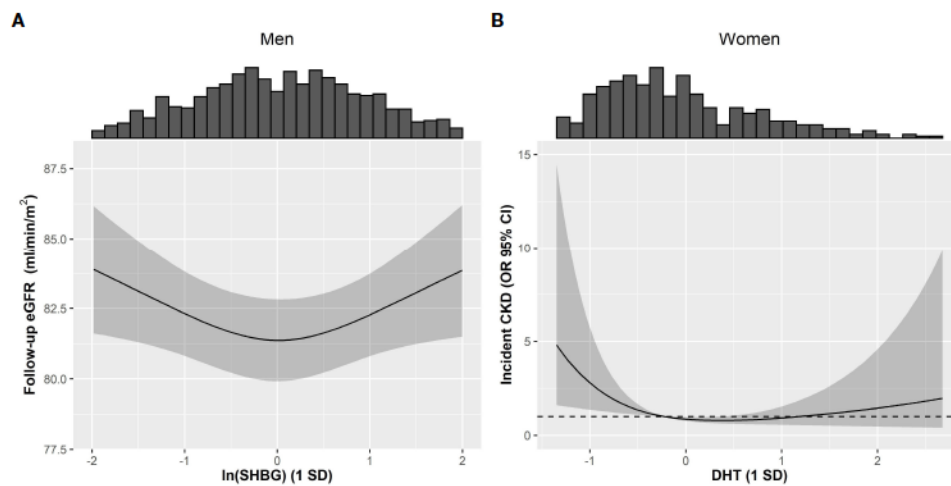 A
Men
87.5
85.0
82.5
80.0
77.5
Follow-up eGFR (ml/min/m²)
-2 -1 0 1 2
ln(SHBG) (1 SD)
B
Women
15
10
5
0
Incident CKD (OR 95% CI)
-1 0 1 2
DHT (1 SD)